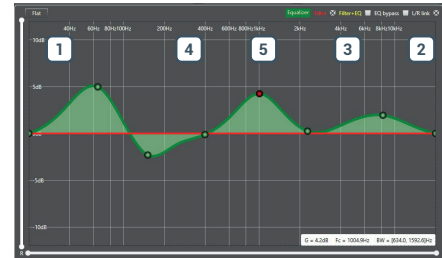 Flat
Equalizer
Filter+EQ
EQ bypass
L/R link
40Hz 60Hz 80Hz 100Hz 200Hz 400Hz 600Hz 800Hz 1kHz 2kHz 4kHz 6kHz 8kHz 10kHz
10dB
1 4 5 3 2
5dB
-5dB
-10dB
G = 4.2dB Fc = 1004.9Hz BW = [634.0, 1592.6]Hz
R